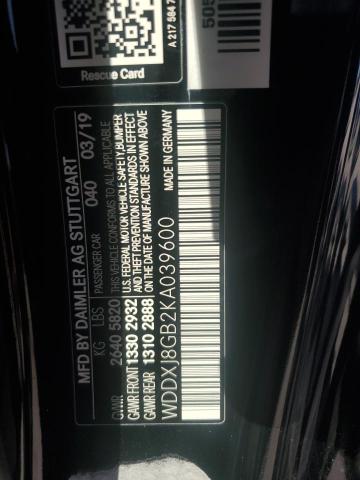 Rescue Card
A 217 584 7
MFD BY DAIMLER AG STUTTGART
PASSENGER CAR 040 03/19
KG LBS
GVWR 2640 5820
GAWR FRONT 1330 2932
GAWR REAR 1310 2888
THIS VEHICLE CONFORMS TO ALL APPLICABLE
U.S. FEDERAL MOTOR VEHICLE SAFETY, BUMPER
AND THEFT PREVENTION STANDARDS IN EFFECT
ON THE DATE OF MANUFACTURE SHOWN ABOVE
WDDXJ8GB2KA039600
MADE IN GERMANY